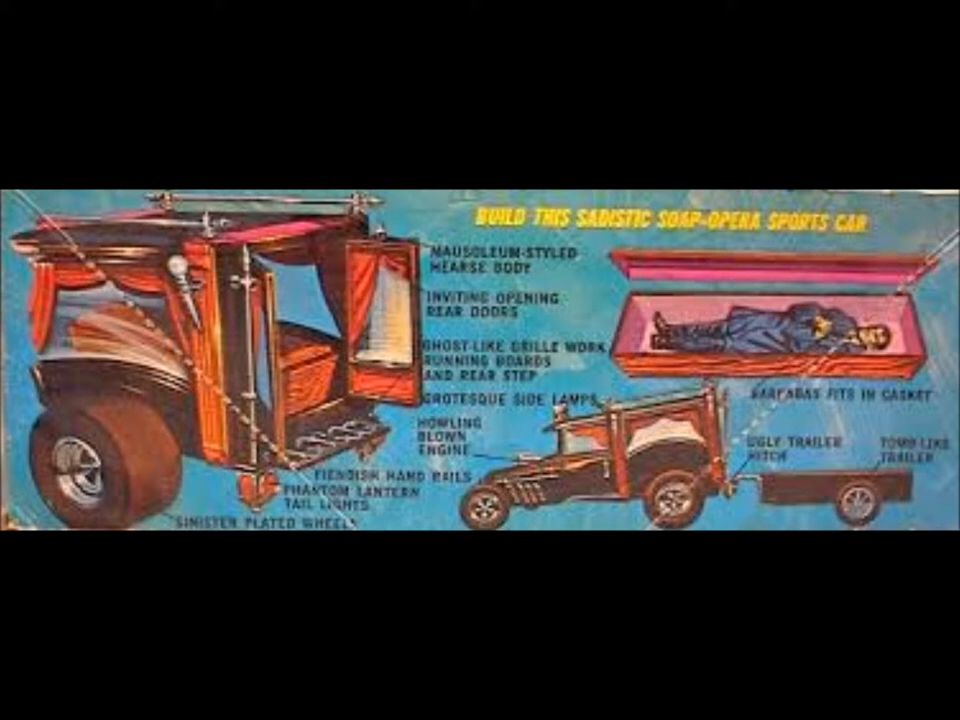 BUILD THIS SADISTIC SOAP-OPERA SPORTS CAR
MAUSOLEUM-STYLED
HEARSE BODY
INVITING OPENING
REAR DOORS
GHOST-LIKE GRILLE WORK
RUNNING BOARDS
AND REAR STEP
GROTESQUE SIDE LAMPS
HOWLING
BLOWN
ENGINE
FIENDISH HAND RAILS
PHANTOM LANTERN
TAIL LIGHTS
SINISTER PLATED WHEELS
BARNABAS FITS IN CASKET
UGLY TRAILER
HITCH
TOMB-LIKE
TRAILER